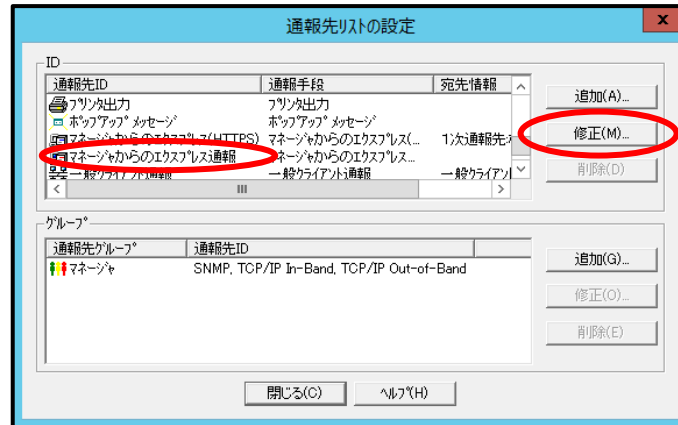 通報先リストの設定
x
ID
通報先ID 通報手段 宛先情報
プリンタ出力 プリンタ出力
ポップアップ メッセージ ポップアップ メッセージ
マネージャからのエクスプレス(HTTPS) マネージャからのエクスプレス(... 1次通報先:
マネージャからのエクスプレス通報 マネージャからのエクスプレス...
一般クライアント通報 一般クライアント通報 一般クライアン
追加(A)...
修正(M)...
削除(D)
グループ
通報先グループ 通報先ID
マネージャ SNMP, TCP/IP In-Band, TCP/IP Out-of-Band
追加(G)...
修正(O)...
削除(E)
閉じる(C) ヘルプ(H)